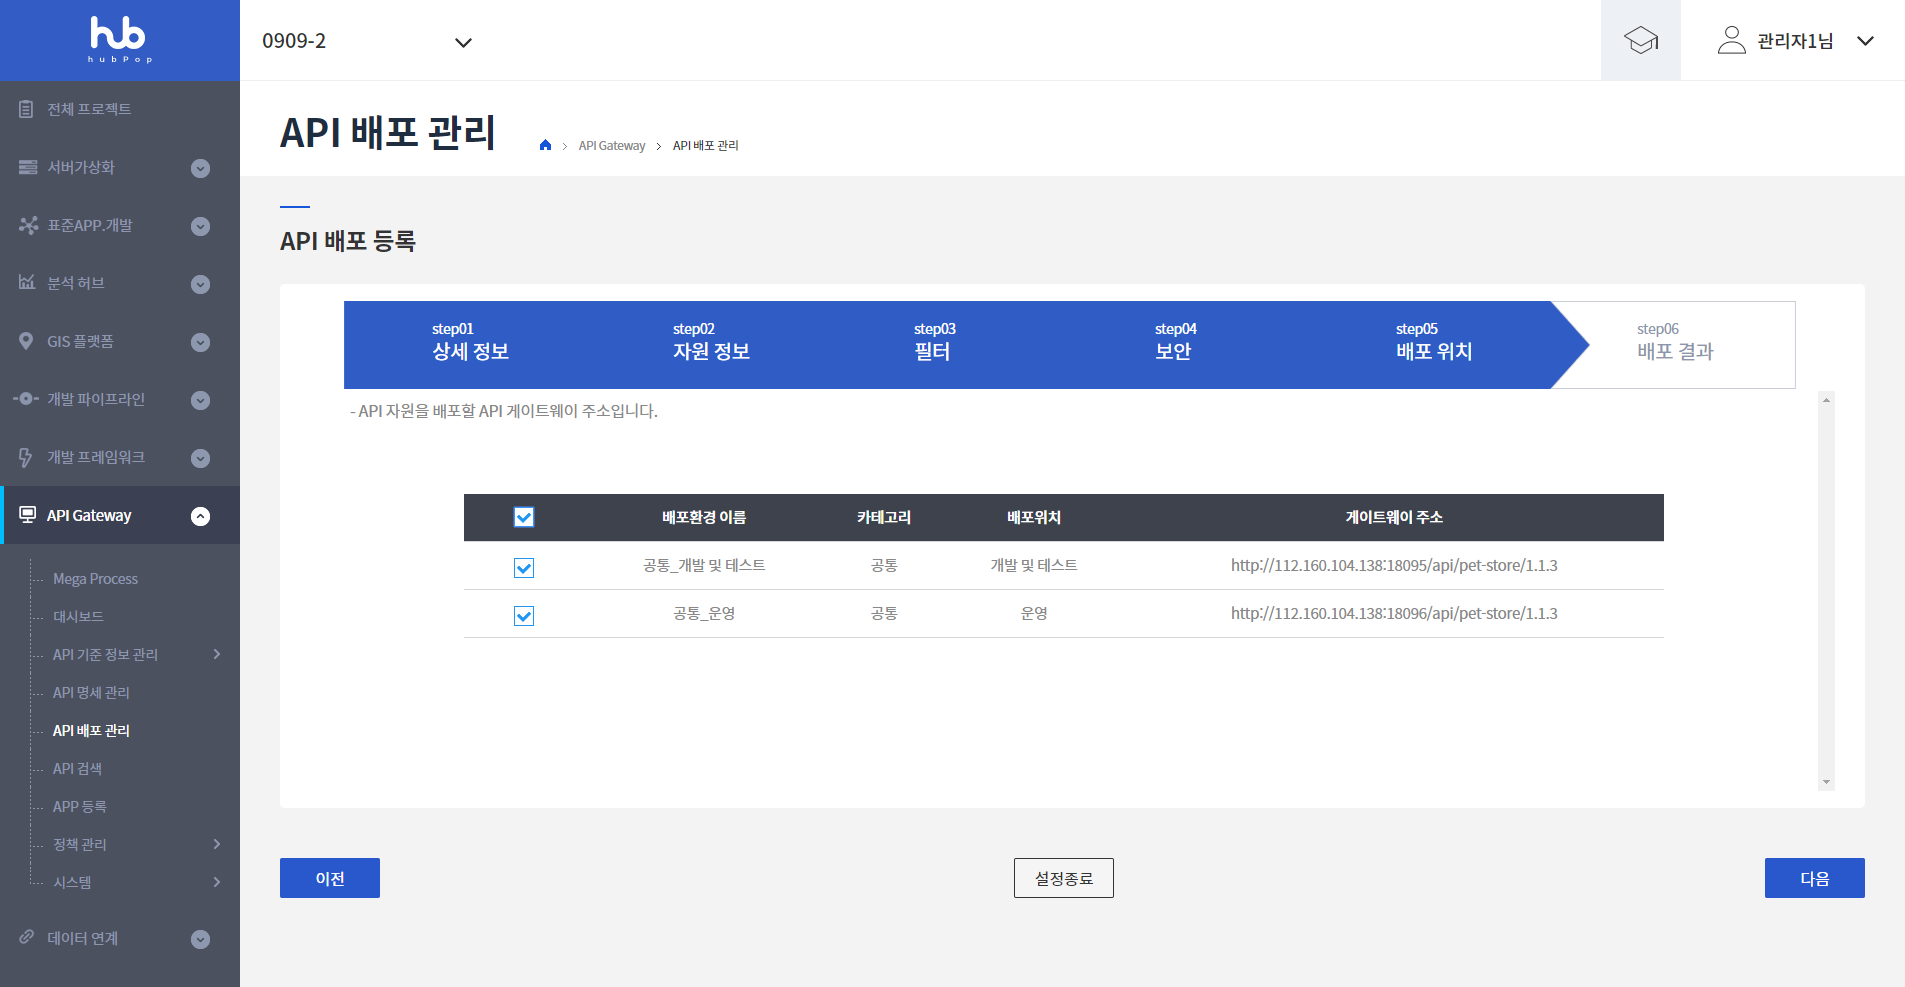 hub
hubPop
0909-2
관리자1님
전체 프로젝트
서버가상화
표준APP.개발
분석 허브
GIS 플랫폼
개발 파이프라인
개발 프레임워크
API Gateway
Mega Process
대시보드
API 기준 정보 관리
API 명세 관리
API 배포 관리
API 검색
APP 등록
정책 관리
시스템
데이터 연계
API 배포 관리
API Gateway
API 배포 관리
API 배포 등록
step01
상세 정보
step02
자원 정보
step03
필터
step04
보안
step05
배포 위치
step06
배포 결과
- API 자원을 배포할 API 게이트웨이 주소입니다.
배포환경 이름 카테고리 배포위치 게이트웨이 주소
공통_개발 및 테스트 공통 개발 및 테스트 http://112.160.104.138:18095/api/pet-store/1.1.3
공통_운영 공통 운영 http://112.160.104.138:18096/api/pet-store/1.1.3
이전
설정종료
다음